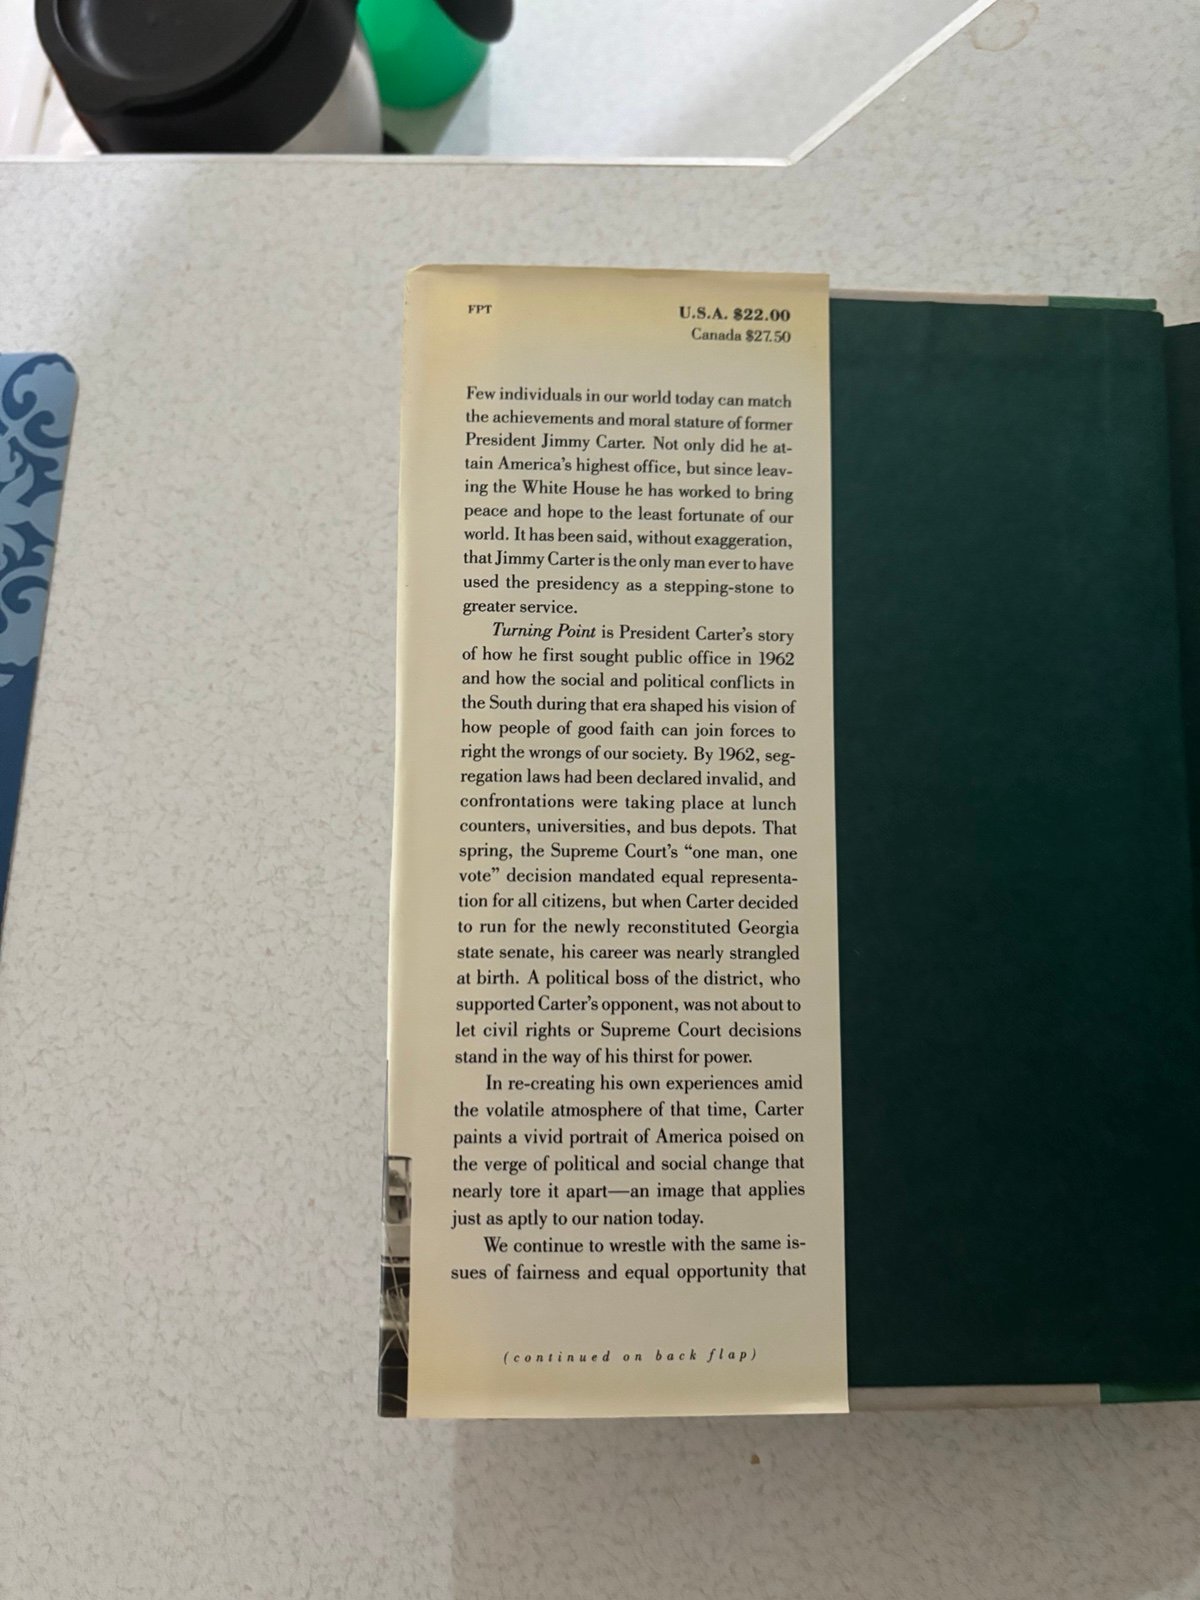 FPT
U.S.A. $22.00
Canada $27.50
Few individuals in our world today can match
the achievements and moral stature of former
President Jimmy Carter. Not only did he at-
tain America's highest office, but since leav-
ing the White House he has worked to bring
peace and hope to the least fortunate of our
world. It has been said, without exaggeration,
that Jimmy Carter is the only man ever to have
used the presidency as a stepping-stone to
greater service.
Turning Point is President Carter's story
of how he first sought public office in 1962
and how the social and political conflicts in
the South during that era shaped his vision of
how people of good faith can join forces to
right the wrongs of our society. By 1962, seg-
regation laws had been declared invalid, and
confrontations were taking place at lunch
counters, universities, and bus depots. That
spring, the Supreme Court's “one man, one
vote” decision mandated equal representa-
tion for all citizens, but when Carter decided
to run for the newly reconstituted Georgia
state senate, his career was nearly strangled
at birth. A political boss of the district, who
supported Carter's opponent, was not about to
let civil rights or Supreme Court decisions
stand in the way of his thirst for power.
In re-creating his own experiences amid
the volatile atmosphere of that time, Carter
paints a vivid portrait of America poised on
the verge of political and social change that
nearly tore it apart—an image that applies
just as aptly to our nation today.
We continue to wrestle with the same is-
sues of fairness and equal opportunity that
(continued on back flap)